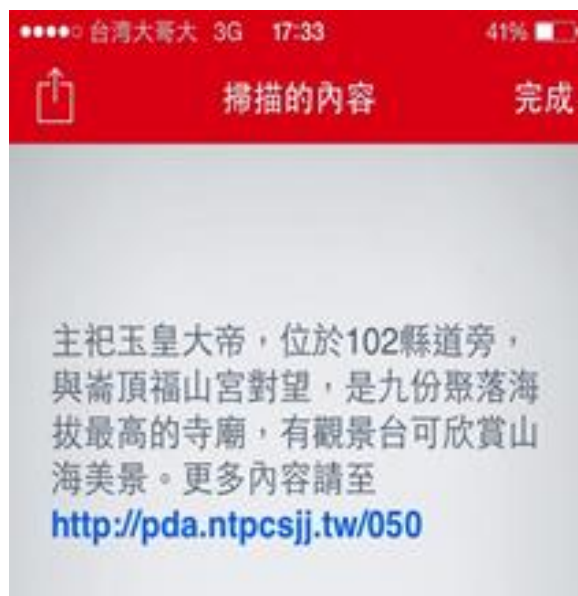 台湾大哥大 3G 17:33 41%
掃描的內容 完成
主祀玉皇大帝，位於102縣道旁，
與崙頂福山宮對望，是九份聚落海
拔最高的寺廟，有觀景台可欣賞山
海美景。更多內容請至
http://pda.ntpcsjj.tw/050